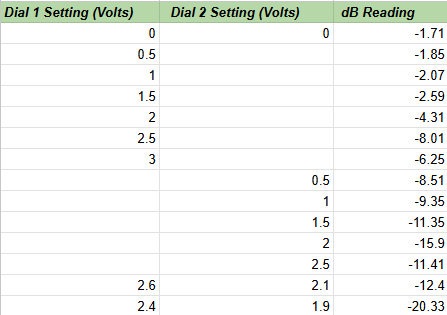 Dial 1 Setting (Volts) Dial 2 Setting (Volts) dB Reading
0 0 -1.71
0.5 -1.85
1 -2.07
1.5 -2.59
2 -4.31
2.5 -8.01
3 -6.25
0.5 -8.51
1 -9.35
1.5 -11.35
2 -15.9
2.5 -11.41
2.6 2.1 -12.4
2.4 1.9 -20.33